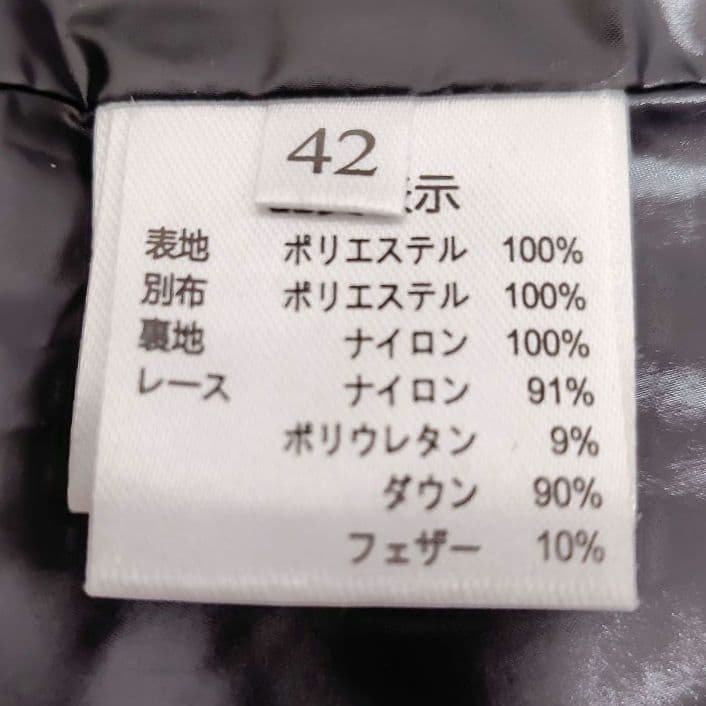 42
示
表地 ポリエステル 100%
別布 ポリエステル 100%
裏地 ナイロン 100%
レース ナイロン 91%
ポリウレタン 9%
ダウン 90%
フェザー 10%